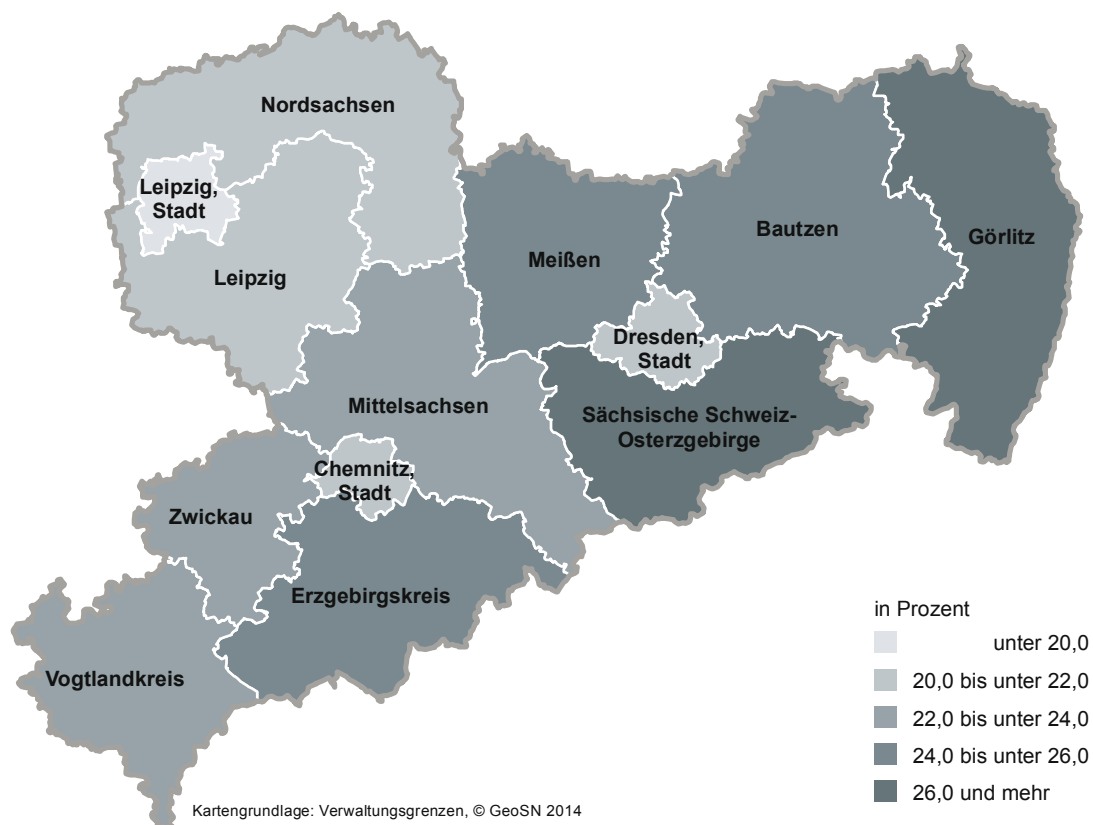 Nordsachsen
Leipzig,
Stadt
Leipzig
Meißen
Bautzen
Görlitz
Dresden,
Stadt
Mittelsachsen
Sächsische Schweiz-
Osterzgebirge
Chemnitz,
Stadt
Zwickau
Erzgebirgskreis
Vogtlandkreis
in Prozent
unter 20,0
20,0 bis unter 22,0
22,0 bis unter 24,0
24,0 bis unter 26,0
26,0 und mehr
Kartengrundlage: Verwaltungsgrenzen, © GeoSN 2014